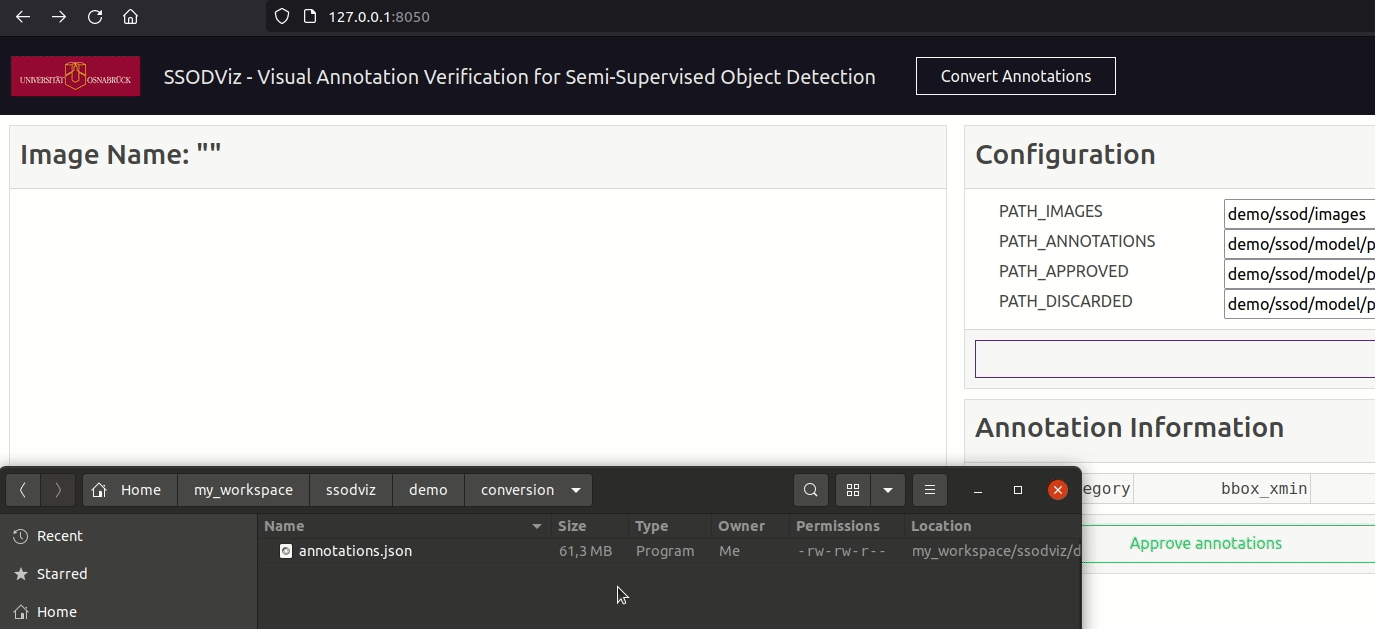 127.0.0.1:8050
UNIVERSITÄT OSNABRÜCK
SSODViz - Visual Annotation Verification for Semi-Supervised Object Detection
Convert Annotations
Image Name: ""
Configuration
PATH_IMAGES demo/ssod/images
PATH_ANNOTATIONS demo/ssod/model/p
PATH_APPROVED demo/ssod/model/p
PATH_DISCARDED demo/ssod/model/p
Annotation Information
egory bbox_xmin
Approve annotations
Home my_workspace ssodviz demo conversion
Recent
Starred
Home
Name Size Type Owner Permissions Location
annotations.json 61,3 MB Program Me -rw-rw-r-- my_workspace/ssodviz/d